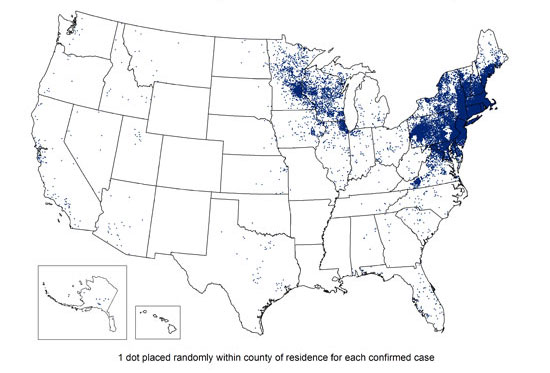 1 dot placed randomly within county of residence for each confirmed case